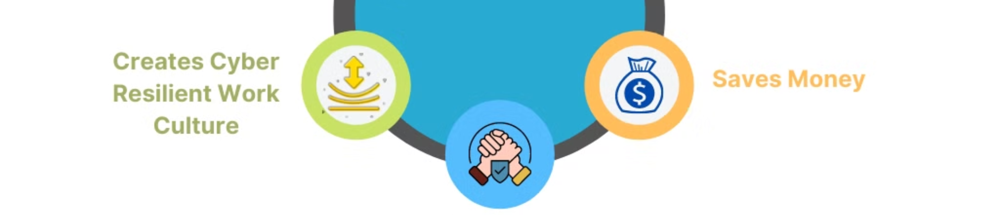 Creates Cyber
Resilient Work
Culture
Saves Money
$